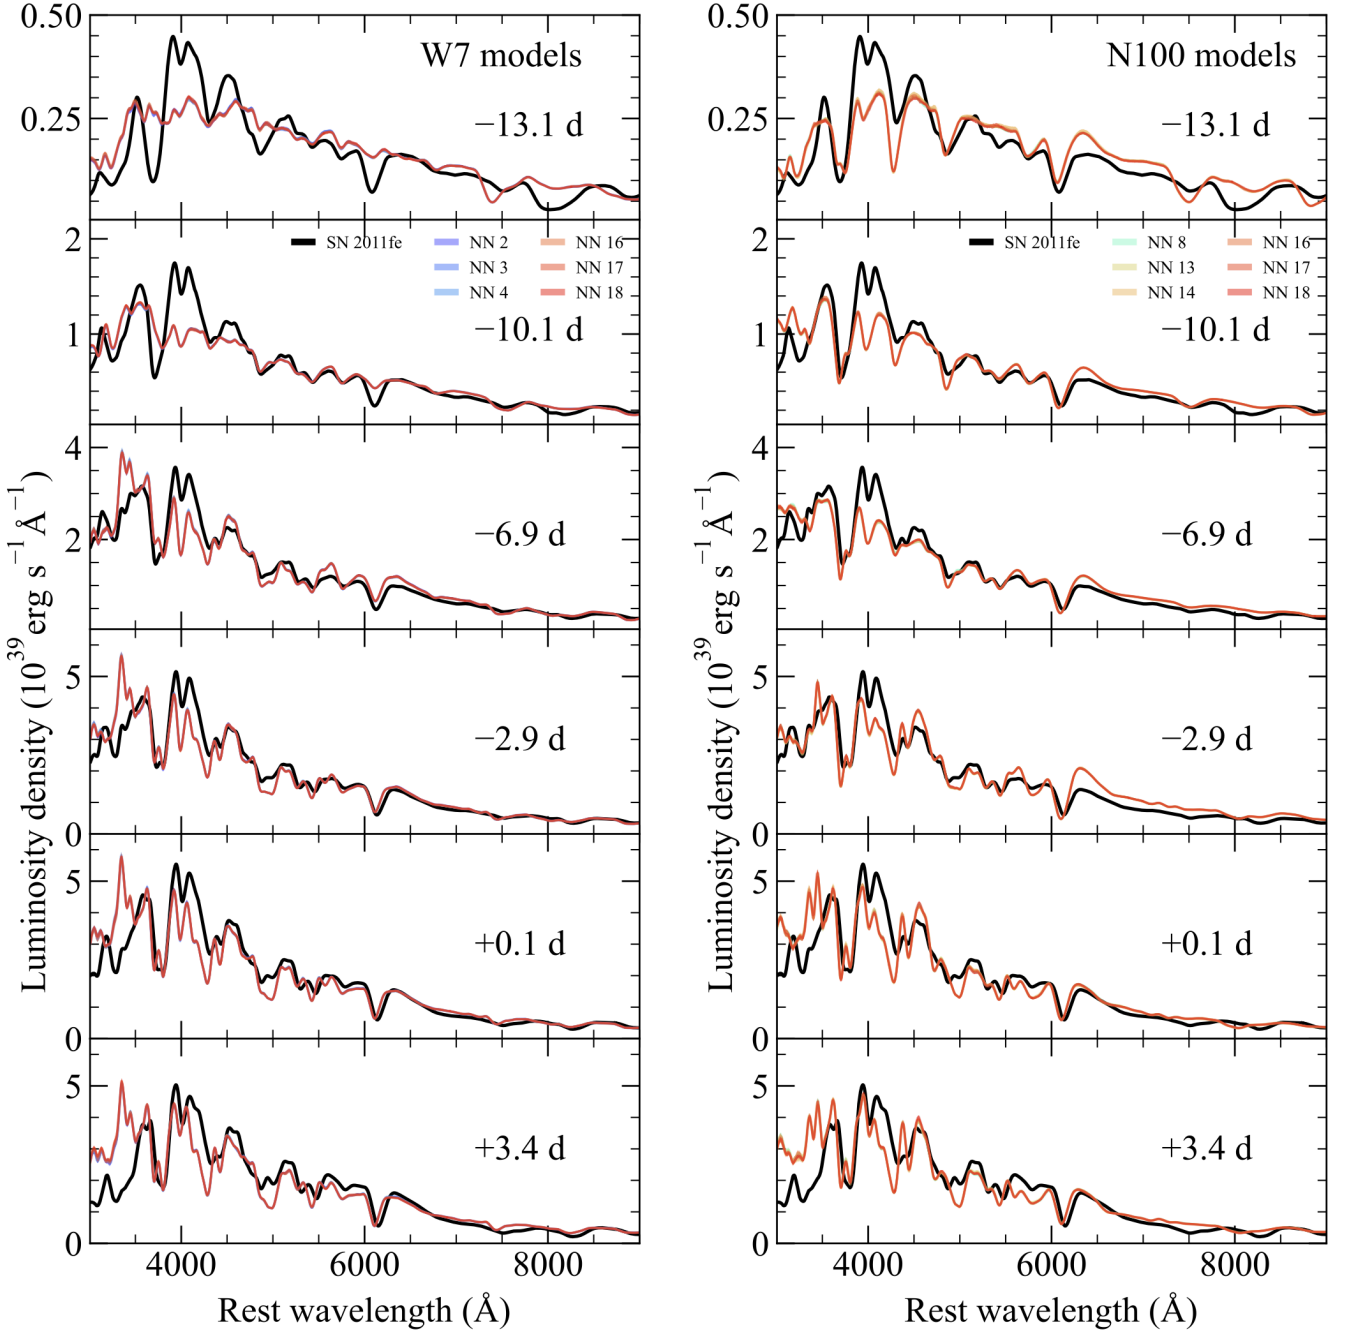 W7 models
0.50
0.25
−13.1 d
SN 2011fe
NN 2
NN 3
NN 4
NN 16
NN 17
NN 18
2
1
−10.1 d
4
2
−6.9 d
5
0
−2.9 d
5
0
+0.1 d
5
0
+3.4 d
4000 6000 8000
Rest wavelength (Å)
Luminosity density (10³⁹ erg s⁻¹ Å⁻¹)
N100 models
0.50
0.25
−13.1 d
SN 2011fe
NN 8
NN 13
NN 14
NN 16
NN 17
NN 18
2
1
−10.1 d
4
2
−6.9 d
5
0
−2.9 d
5
0
+0.1 d
5
0
+3.4 d
4000 6000 8000
Rest wavelength (Å)
Luminosity density (10³⁹ erg s⁻¹ Å⁻¹)